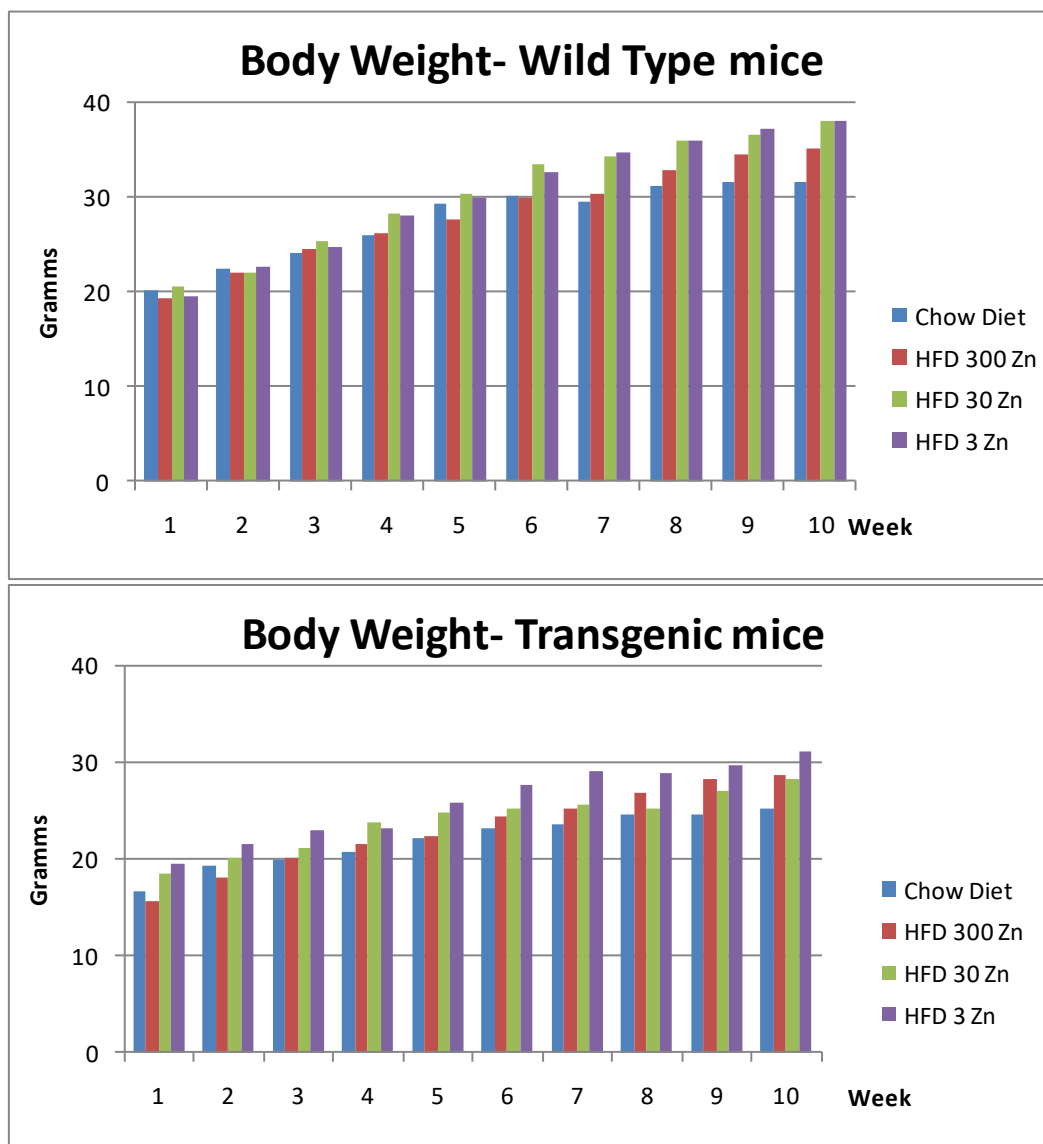 Body Weight- Wild Type mice
40
30
20
10
0
Gramms
1 2 3 4 5 6 7 8 9 10 Week
Chow Diet
HFD 300 Zn
HFD 30 Zn
HFD 3 Zn
Body Weight- Transgenic mice
40
30
20
10
0
Gramms
1 2 3 4 5 6 7 8 9 10 Week
Chow Diet
HFD 300 Zn
HFD 30 Zn
HFD 3 Zn